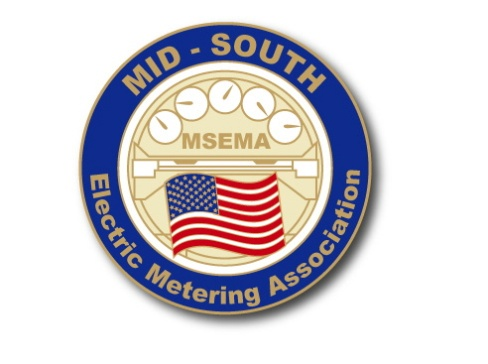 MID - SOUTH
MSEMA
Electric Metering Association